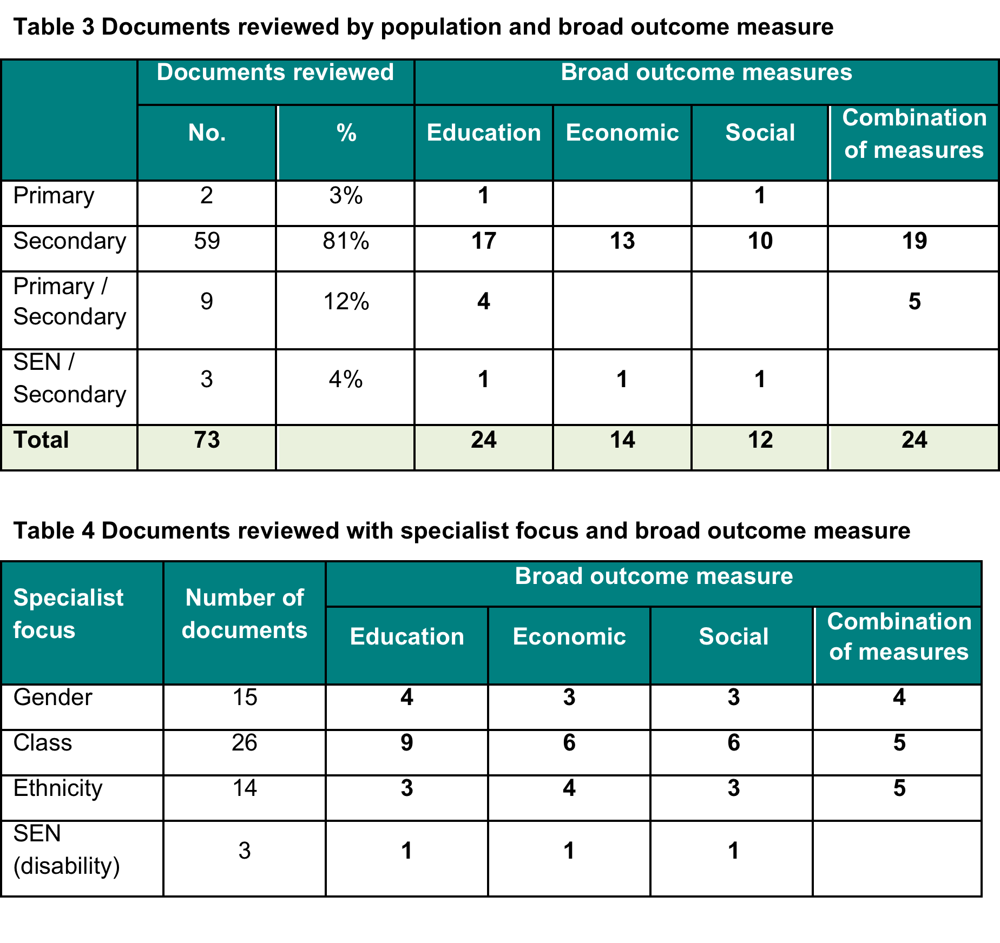 Table 3 Documents reviewed by population and broad outcome measure
Documents reviewed Broad outcome measures
No. % Education Economic Social Combination of measures
Primary 2 3% 1 1
Secondary 59 81% 17 13 10 19
Primary / Secondary 9 12% 4 5
SEN / Secondary 3 4% 1 1 1
Total 73 24 14 12 24
Table 4 Documents reviewed with specialist focus and broad outcome measure
Specialist focus Number of documents Broad outcome measure
Education Economic Social Combination of measures
Gender 15 4 3 3 4
Class 26 9 6 6 5
Ethnicity 14 3 4 3 5
SEN (disability) 3 1 1 1